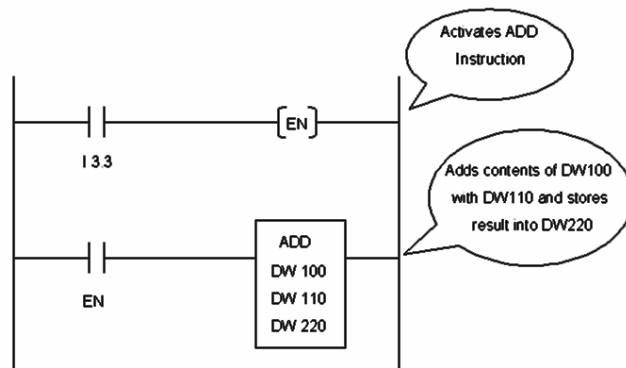 Activates ADD
Instruction
EN
I 3.3
Adds contents of DW100
with DW110 and stores
result into DW220
ADD
DW 100
DW 110
DW 220
EN